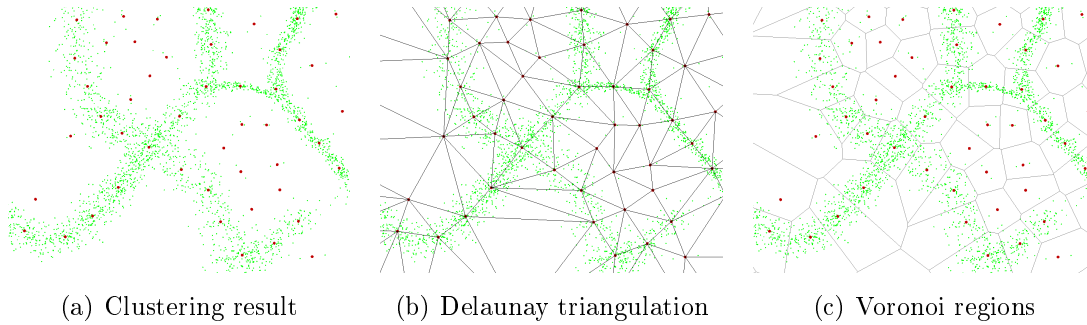 (a) Clustering result
(b) Delaunay triangulation
(c) Voronoi regions